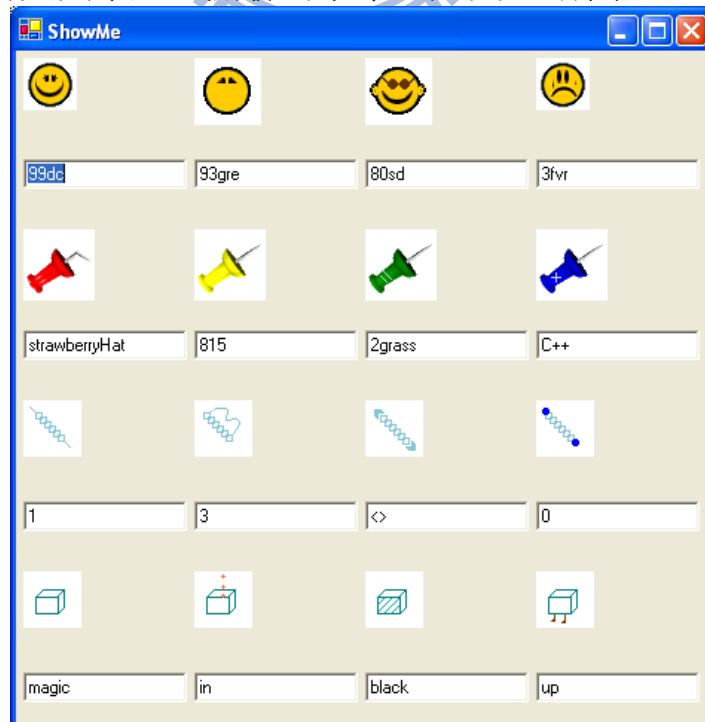 ShowMe
99dc 93gre 80sd 3fvr
strawberryHat 815 2grass C++
1 3 <> 0
magic in black up